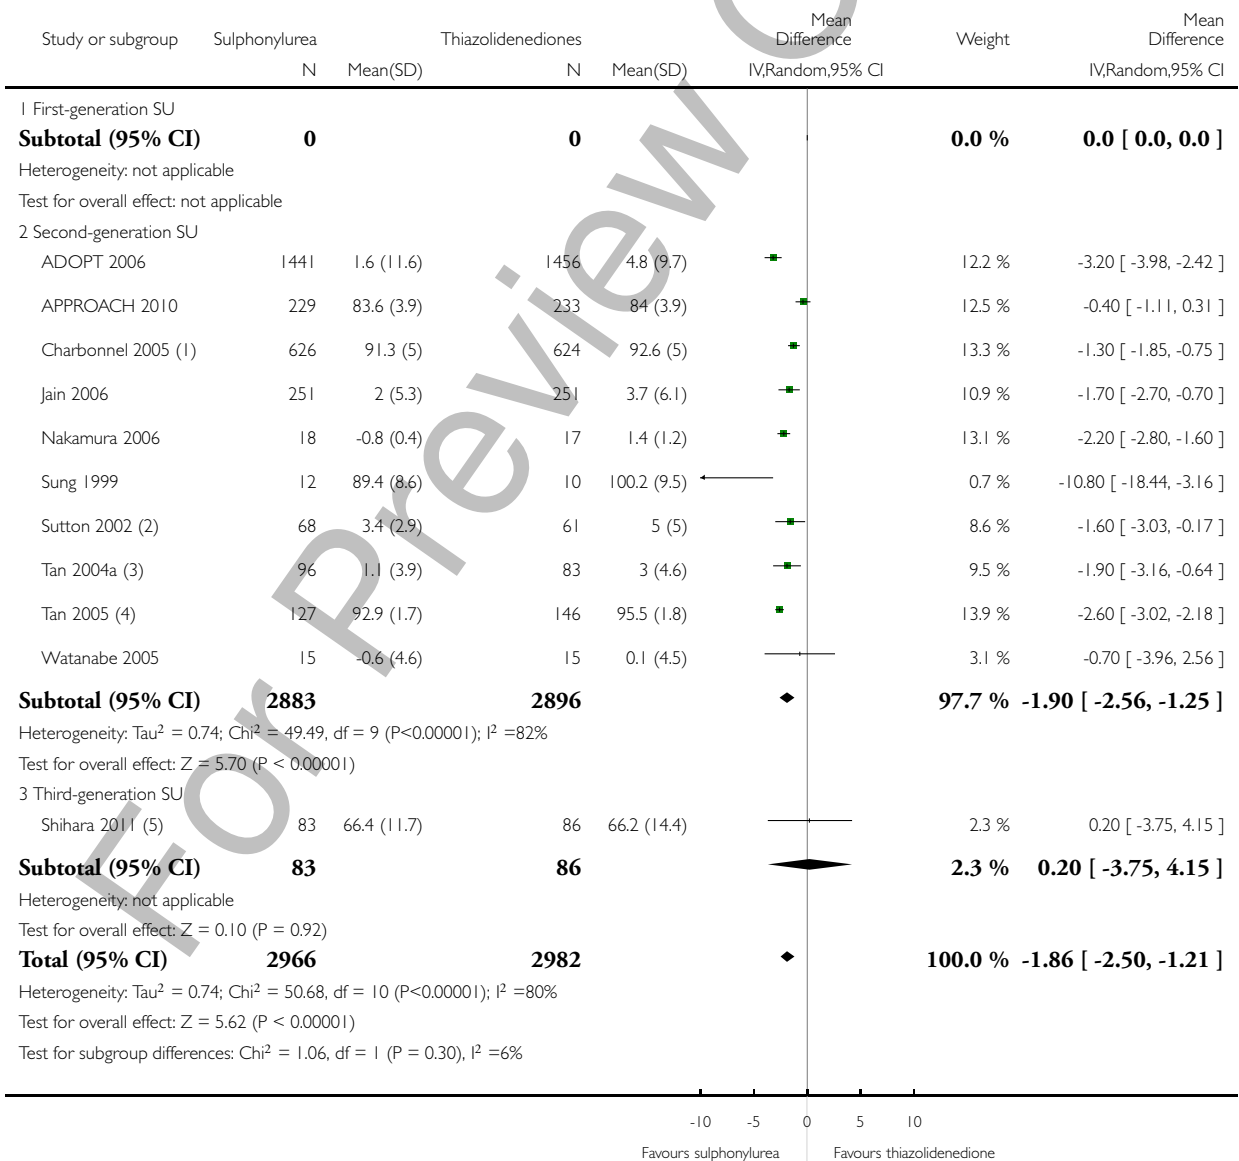 Study or subgroup Sulphonylurea Thiazolidenediones Mean Difference Weight Mean Difference
N Mean(SD) N Mean(SD) IV,Random,95% CI IV,Random,95% CI
1 First-generation SU
Subtotal (95% CI) 0 0 0.0 % 0.0 [ 0.0, 0.0 ]
Heterogeneity: not applicable
Test for overall effect: not applicable
2 Second-generation SU
ADOPT 2006 1441 1.6 (11.6) 1456 4.8 (9.7) 12.2 % -3.20 [ -3.98, -2.42 ]
APPROACH 2010 229 83.6 (3.9) 233 84 (3.9) 12.5 % -0.40 [ -1.11, 0.31 ]
Charbonnel 2005 (1) 626 91.3 (5) 624 92.6 (5) 13.3 % -1.30 [ -1.85, -0.75 ]
Jain 2006 251 2 (5.3) 251 3.7 (6.1) 10.9 % -1.70 [ -2.70, -0.70 ]
Nakamura 2006 18 -0.8 (0.4) 17 1.4 (1.2) 13.1 % -2.20 [ -2.80, -1.60 ]
Sung 1999 12 89.4 (8.6) 10 100.2 (9.5) 0.7 % -10.80 [ -18.44, -3.16 ]
Sutton 2002 (2) 68 3.4 (2.9) 61 5 (5) 8.6 % -1.60 [ -3.03, -0.17 ]
Tan 2004a (3) 96 1.1 (3.9) 83 3 (4.6) 9.5 % -1.90 [ -3.16, -0.64 ]
Tan 2005 (4) 127 92.9 (1.7) 146 95.5 (1.8) 13.9 % -2.60 [ -3.02, -2.18 ]
Watanabe 2005 15 -0.6 (4.6) 15 0.1 (4.5) 3.1 % -0.70 [ -3.96, 2.56 ]
Subtotal (95% CI) 2883 2896 97.7 % -1.90 [ -2.56, -1.25 ]
Heterogeneity: Tau² = 0.74; Chi² = 49.49, df = 9 (P<0.00001); I² =82%
Test for overall effect: Z = 5.70 (P < 0.00001)
3 Third-generation SU
Shihara 2011 (5) 83 66.4 (11.7) 86 66.2 (14.4) 2.3 % 0.20 [ -3.75, 4.15 ]
Subtotal (95% CI) 83 86 2.3 % 0.20 [ -3.75, 4.15 ]
Heterogeneity: not applicable
Test for overall effect: Z = 0.10 (P = 0.92)
Total (95% CI) 2966 2982 100.0 % -1.86 [ -2.50, -1.21 ]
Heterogeneity: Tau² = 0.74; Chi² = 50.68, df = 10 (P<0.00001); I² =80%
Test for overall effect: Z = 5.62 (P < 0.00001)
Test for subgroup differences: Chi² = 1.06, df = 1 (P = 0.30), I² =6%
-10 -5 0 5 10
Favours sulphonylurea Favours thiazolidenedione
For Preview